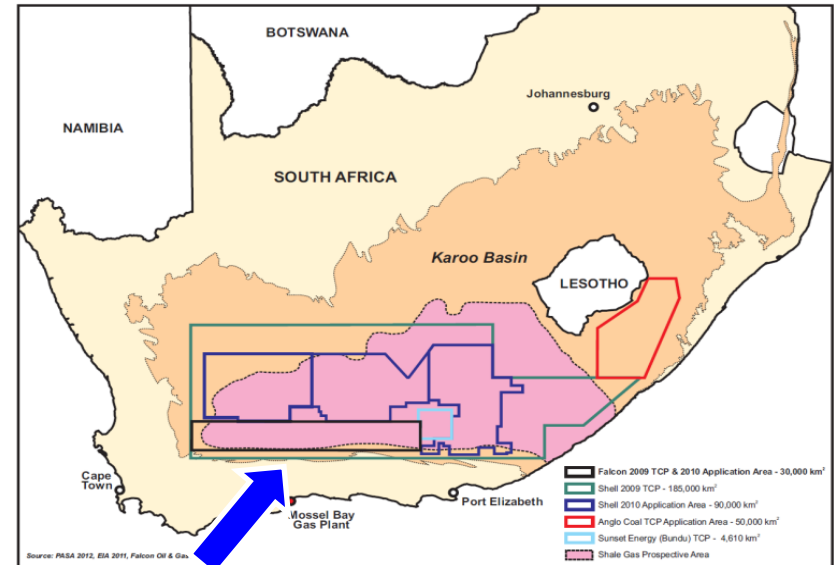 BOTSWANA
Johannesburg
NAMIBIA
SOUTH AFRICA
Karoo Basin
LESOTHO
Cape
Town
Mossel Bay
Gas Plant
Port Elizabeth
Falcon 2009 TCP & 2010 Application Area - 30,000 km²
Shell 2009 TCP - 185,000 km²
Shell 2010 Application Area - 90,000 km²
Anglo Coal TCP Application Area - 50,000 km²
Sunset Energy (Bundu) TCP - 4,610 km²
Shale Gas Prospective Area
Source: PASA 2012, EIA 2011, Falcon Oil &